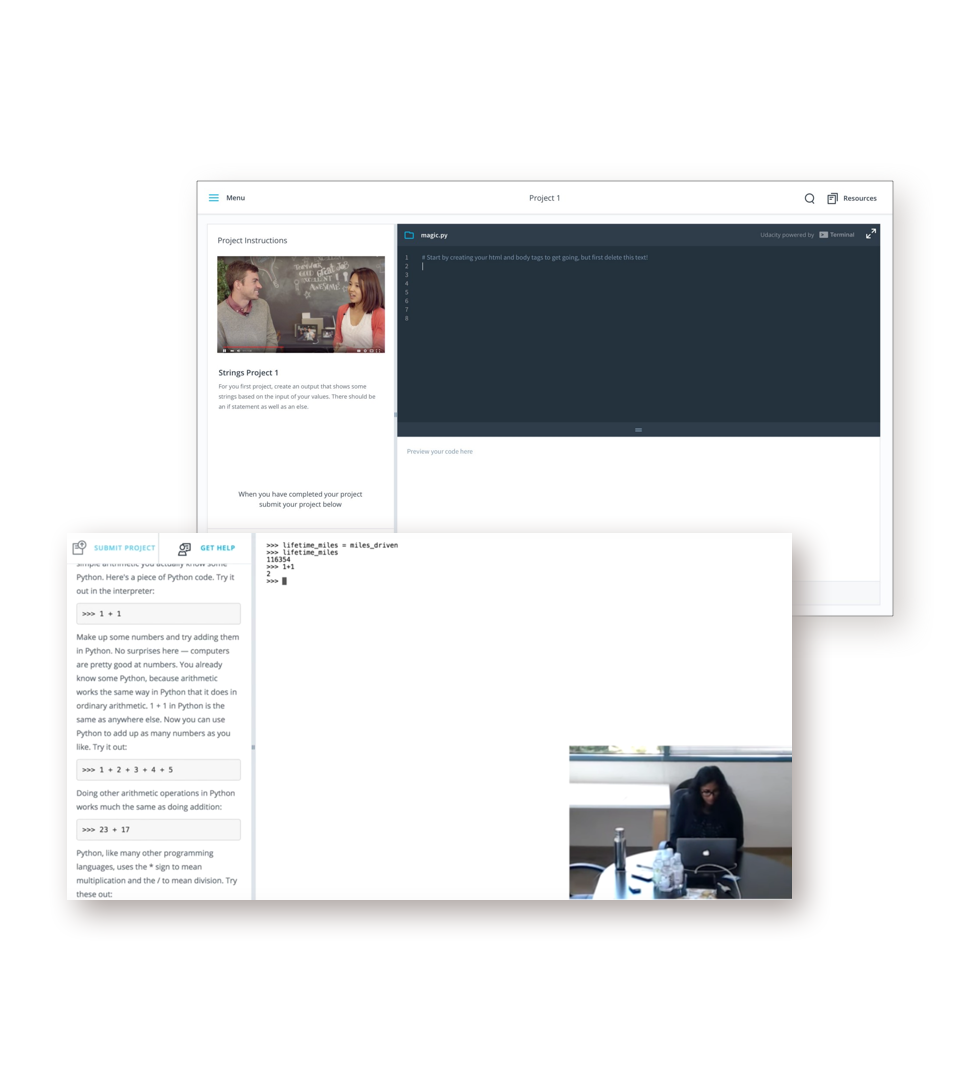 Menu
Project 1
Resources
Project Instructions
Strings Project 1
For you first project, create an output that shows some
strings based on the input of your values. There should be
an if statement as well as an else.
When you have completed your project
submit your project below
magic.py
Udacity powered by Terminal
1 # Start by creating your html and body tags to get going, but first delete this text!
2
3
4
5
6
7
8
Preview your code here
SUBMIT PROJECT
GET HELP
simple arithmetic you actually know some
Python. Here's a piece of Python code. Try it
out in the interpreter:
>>> 1 + 1
Make up some numbers and try adding them
in Python. No surprises here — computers
are pretty good at numbers. You already
know some Python, because arithmetic
works the same way in Python that it does in
ordinary arithmetic. 1 + 1 in Python is the
same as anywhere else. Now you can use
Python to add up as many numbers as you
like. Try it out:
>>> 1 + 2 + 3 + 4 + 5
Doing other arithmetic operations in Python
works much the same as doing addition:
>>> 23 + 17
Python, like many other programming
languages, uses the * sign to mean
multiplication and the / to mean division. Try
these out:
>>> lifetime_miles = miles_driven
>>> lifetime_miles
116354
>>> 1+1
2
>>>